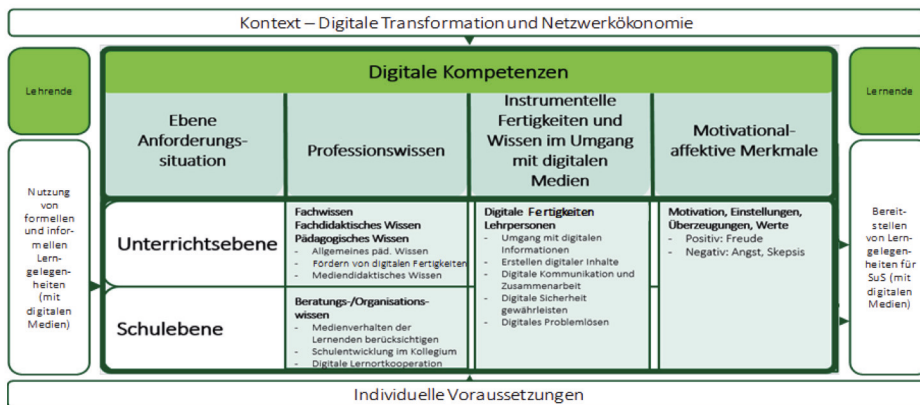 Kontext – Digitale Transformation und Netzwerkökonomie
Lehrende
Nutzung
von
formellen
und infor-
mellen
Lern-
gelegen-
heiten
(mit
digitalen
Medien)
Digitale Kompetenzen
Ebene
Anforderungs-
situation
Professionswissen
Instrumentelle
Fertigkeiten und
Wissen im Umgang
mit digitalen
Medien
Motivational-
affektive Merkmale
Unterrichtsebene
Fachwissen
Fachdidaktisches Wissen
Pädagogisches Wissen
- Allgemeines päd. Wissen
- Fördern von digitalen Fertigkeiten
- Mediendidaktisches Wissen
Digitale Fertigkeiten
Lehrpersonen
- Umgang mit digitalen
Informationen
- Erstellen digitaler Inhalte
- Digitale Kommunikation und
Zusammenarbeit
- Digitale Sicherheit
gewährleisten
- Digitales Problemlösen
Motivation, Einstellungen,
Überzeugungen, Werte
- Positiv: Freude
- Negativ: Angst, Skepsis
Schulebene
Beratungs-/Organisations-
wissen
- Medienverhalten der
Lernenden berücksichtigen
- Schulentwicklung im Kollegium
- Digitale Lernortkooperation
Lernende
Bereit-
stellen
von Lern-
gelegen-
heiten für
SuS (mit
digitalen
Medien)
Individuelle Voraussetzungen